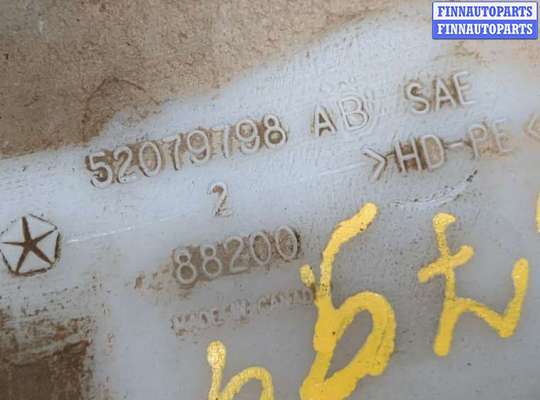 FINNAUTOPARTS
FINNAUTOPARTS
52079798 AB SAE
2 >HD-PE<
88200
MADE IN CANADA